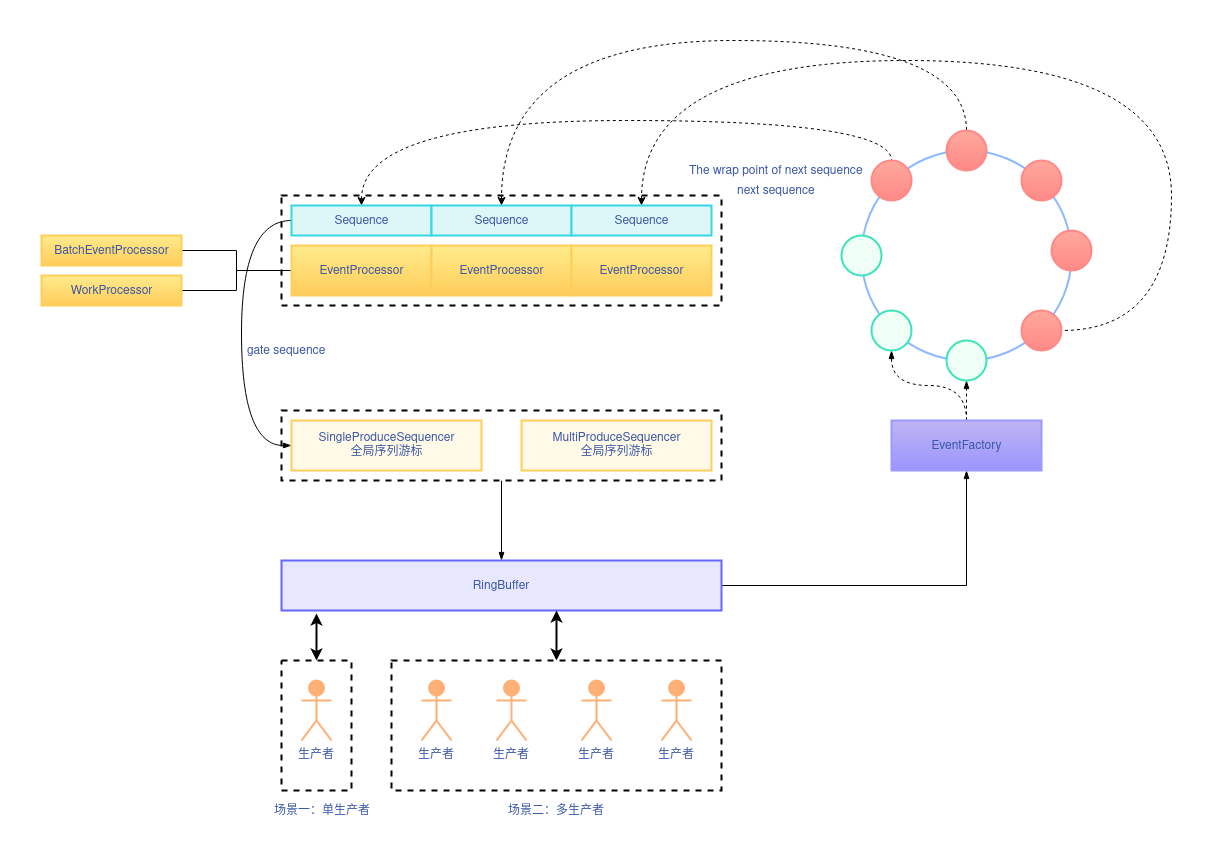 The wrap point of next sequence
next sequence
Sequence
Sequence
Sequence
BatchEventProcessor
WorkProcessor
EventProcessor
EventProcessor
EventProcessor
gate sequence
SingleProduceSequencer
全局序列游标
MultiProduceSequencer
全局序列游标
EventFactory
RingBuffer
生产者
生产者
生产者
生产者
生产者
场景一：单生产者
场景二：多生产者